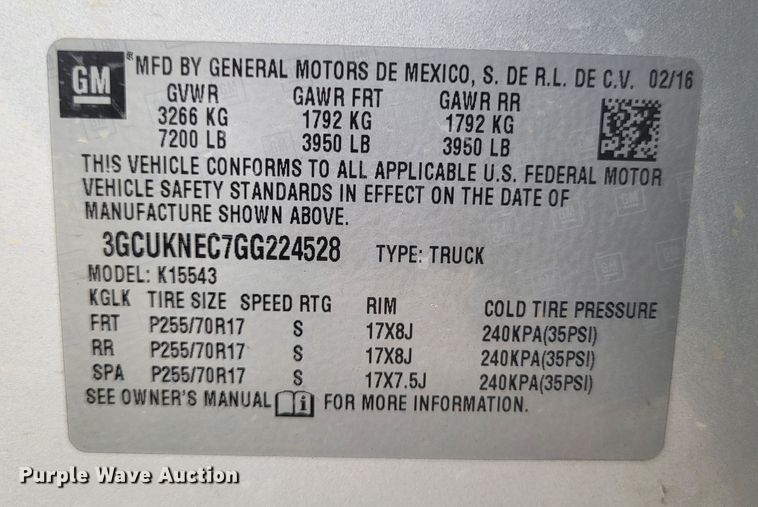 GM
® MFD BY GENERAL MOTORS DE MEXICO, S. DE R.L. DE C.V. 02/16
GVWR GAWR FRT GAWR RR
3266 KG 1792 KG 1792 KG
7200 LB 3950 LB 3950 LB
THIS VEHICLE CONFORMS TO ALL APPLICABLE U.S. FEDERAL MOTOR
VEHICLE SAFETY STANDARDS IN EFFECT ON THE DATE OF
MANUFACTURE SHOWN ABOVE.
3GCUKNEC7GG224528 TYPE: TRUCK
MODEL: K15543
KGLK TIRE SIZE SPEED RTG RIM COLD TIRE PRESSURE
FRT P255/70R17 S 17X8J 240KPA(35PSI)
RR P255/70R17 S 17X8J 240KPA(35PSI)
SPA P255/70R17 S 17X7.5J 240KPA(35PSI)
SEE OWNER'S MANUAL i FOR MORE INFORMATION.
Purple Wave Auction